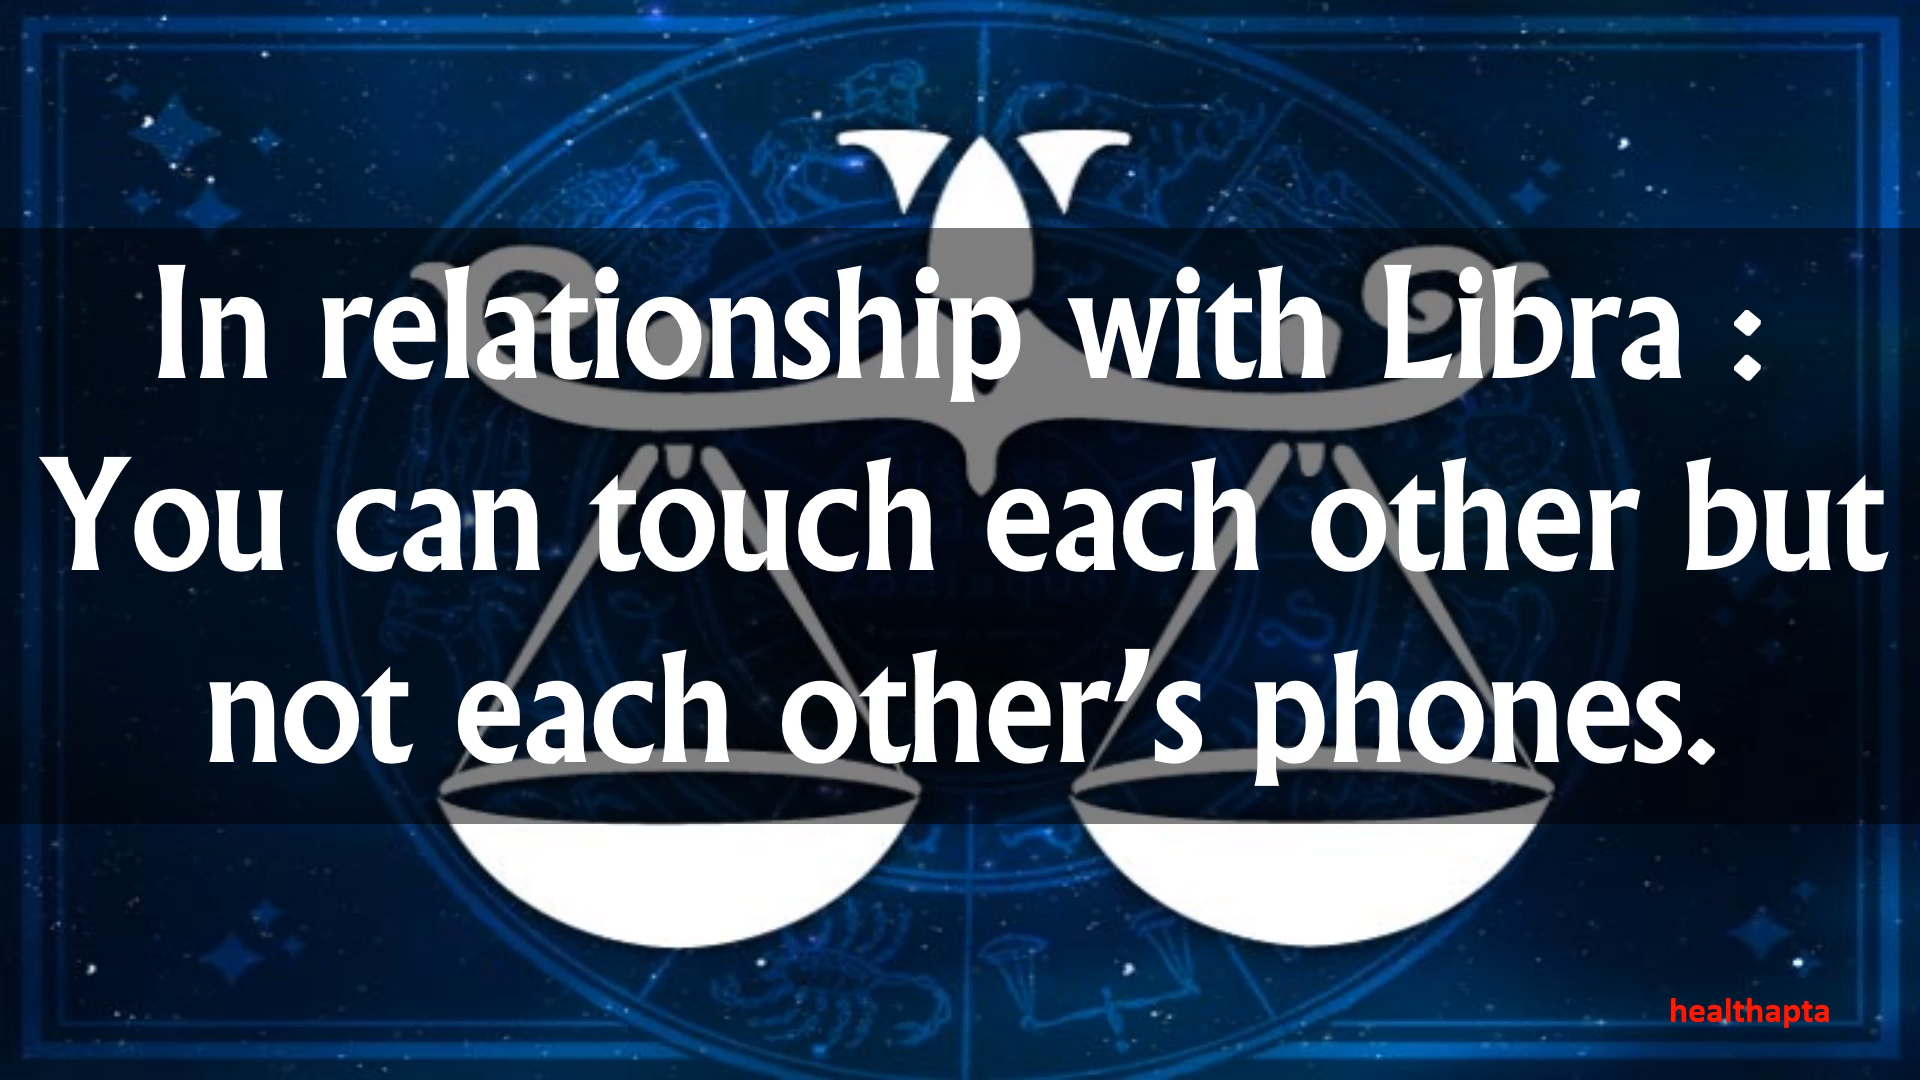 In relationship with Libra :
You can touch each other but
not each other’s phones.
healthapta